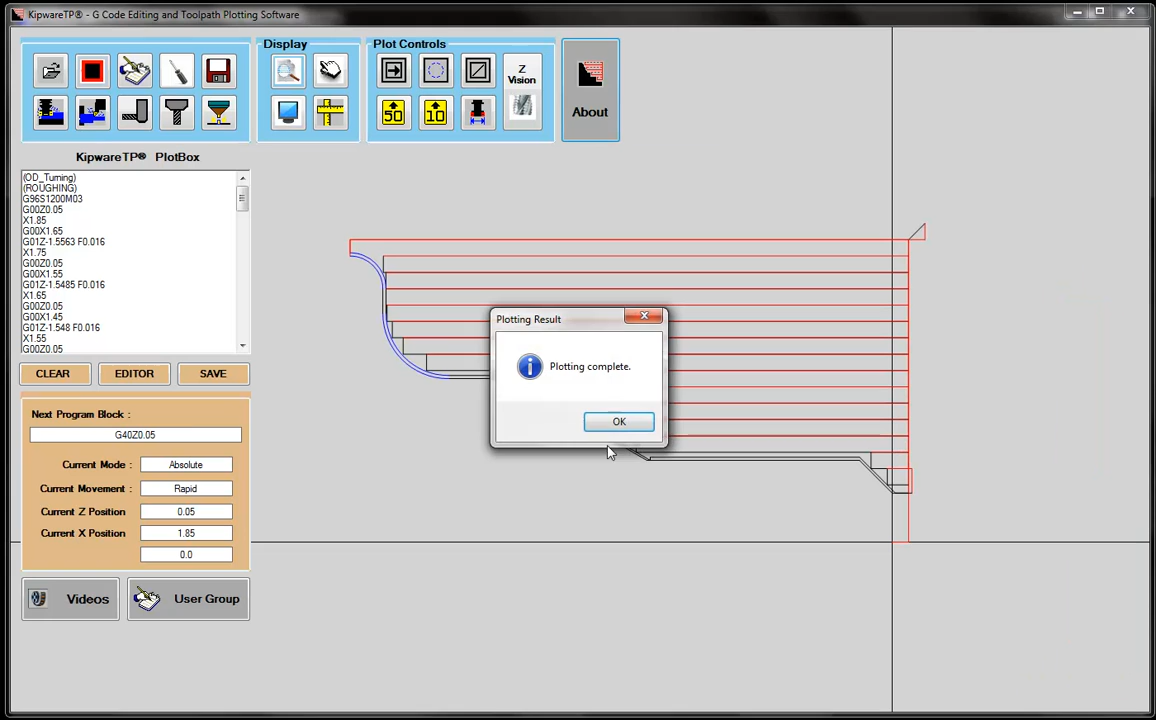 KipwareTP® - G Code Editing and Toolpath Plotting Software
Display
Plot Controls
Z
Vision
50
10
About
KipwareTP® PlotBox
(OD_Turning)
(ROUGHING)
G96S1200M03
G00Z0.05
X1.85
G00X1.65
G01Z-1.5563 F0.016
X1.75
G00Z0.05
G00X1.55
G01Z-1.5485 F0.016
X1.65
G00Z0.05
G00X1.45
G01Z-1.548 F0.016
X1.55
G00Z0.05
CLEAR
EDITOR
SAVE
Next Program Block :
G40Z0.05
Current Mode :
Absolute
Current Movement :
Rapid
Current Z Position
0.05
Current X Position
1.85
0.0
Videos
User Group
Plotting Result
Plotting complete.
OK